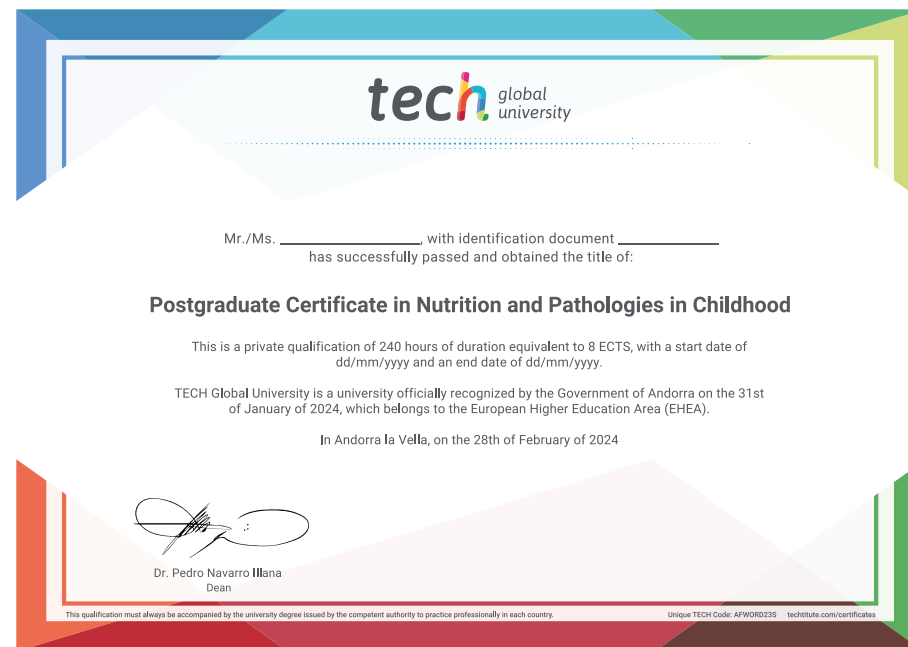 tech global university
Mr./Ms. ____________________, with identification document ______________
has successfully passed and obtained the title of:
Postgraduate Certificate in Nutrition and Pathologies in Childhood
This is a private qualification of 240 hours of duration equivalent to 8 ECTS, with a start date of
dd/mm/yyyy and an end date of dd/mm/yyyy.
TECH Global University is a university officially recognized by the Government of Andorra on the 31st
of January of 2024, which belongs to the European Higher Education Area (EHEA).
In Andorra la Vella, on the 28th of February of 2024
Dr. Pedro Navarro Illana
Dean
This qualification must always be accompanied by the university degree issued by the competent authority to practice professionally in each country.
Unique TECH Code: AFWORD23S techtitute.com/certificates